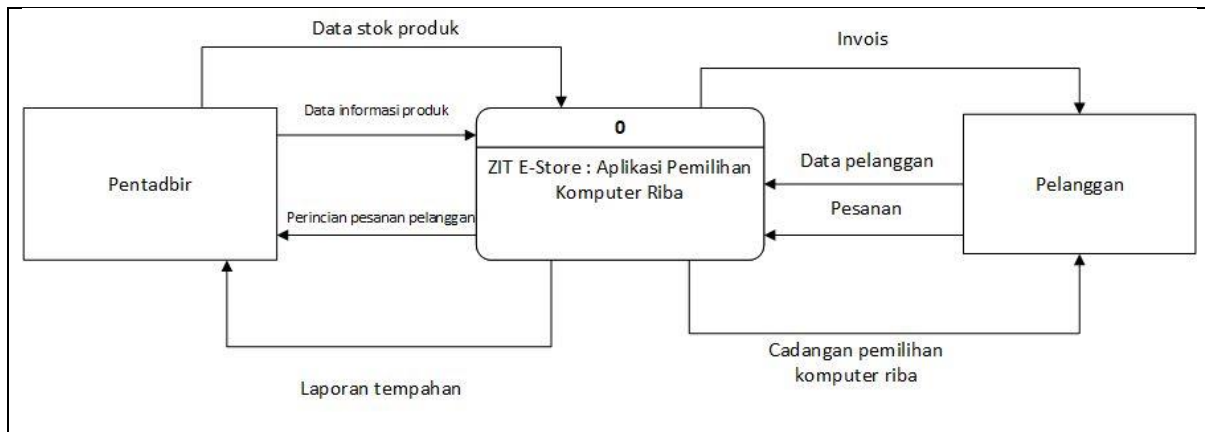 Data stok produk
Invois
Data informasi produk
0
ZIT E-Store : Aplikasi Pemilihan
Komputer Riba
Pentadbir
Data pelanggan
Pelanggan
Pesanan
Perincian pesanan pelanggan
Cadangan pemilihan
komputer riba
Laporan tempahan